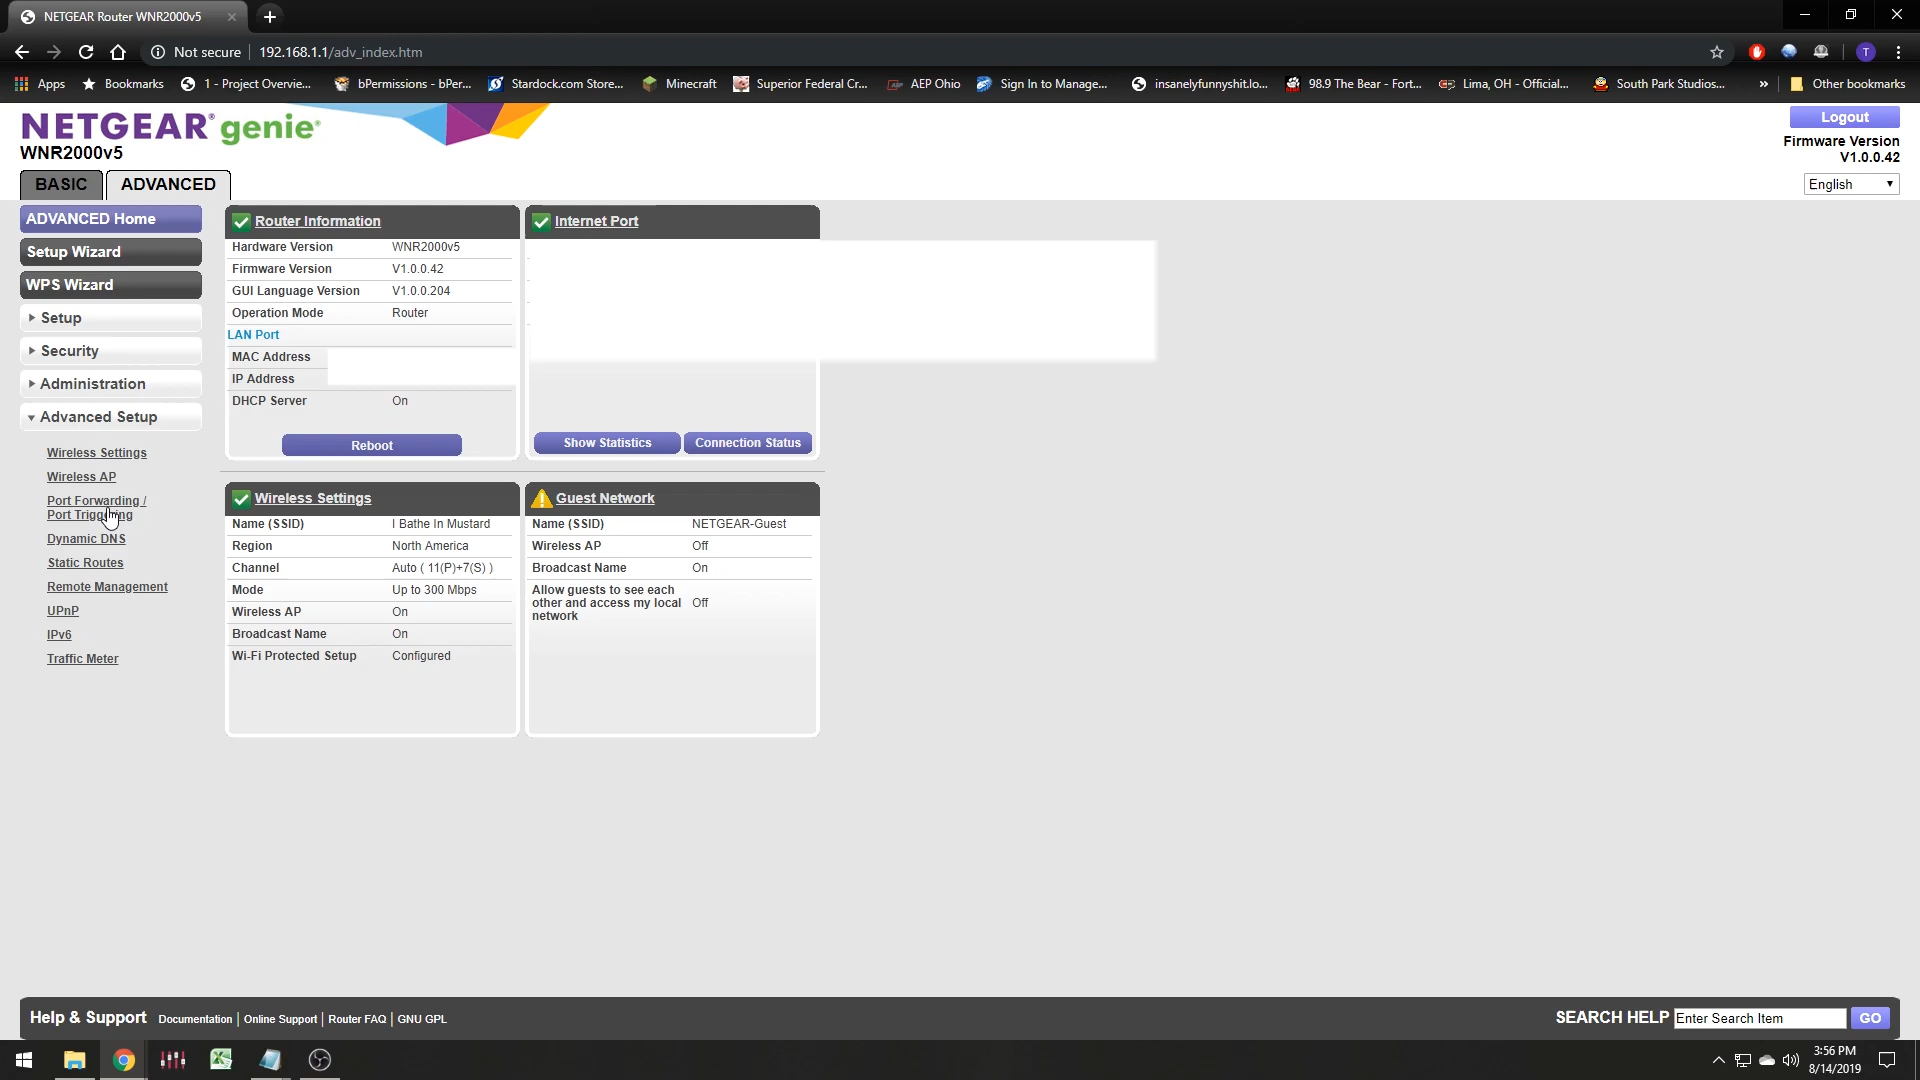 NETGEAR Router WNR2000v5
Not secure 192.168.1.1/adv_index.htm
T
Apps Bookmarks 1 - Project Overvie... bPermissions - bPer... Stardock.com Store... Minecraft Superior Federal Cr... AEP Ohio Sign In to Manage... insanelyfunnyshit.lo... 98.9 The Bear - Fort... Lima, OH - Official... South Park Studios... » Other bookmarks
NETGEAR® genie®
WNR2000v5
Logout
Firmware Version
V1.0.0.42
BASIC ADVANCED
English
ADVANCED Home
Setup Wizard
WPS Wizard
Setup
Security
Administration
Advanced Setup
Wireless Settings
Wireless AP
Port Forwarding /
Port Triggering
Dynamic DNS
Static Routes
Remote Management
UPnP
IPv6
Traffic Meter
Router Information
Hardware Version WNR2000v5
Firmware Version V1.0.0.42
GUI Language Version V1.0.0.204
Operation Mode Router
LAN Port
MAC Address
IP Address
DHCP Server On
Reboot
Internet Port
Show Statistics Connection Status
Wireless Settings
Name (SSID) I Bathe In Mustard
Region North America
Channel Auto ( 11(P)+7(S) )
Mode Up to 300 Mbps
Wireless AP On
Broadcast Name On
Wi-Fi Protected Setup Configured
Guest Network
Name (SSID) NETGEAR-Guest
Wireless AP Off
Broadcast Name On
Allow guests to see each
other and access my local Off
network
Help & Support Documentation | Online Support | Router FAQ | GNU GPL
SEARCH HELP Enter Search Item GO
3:56 PM
8/14/2019